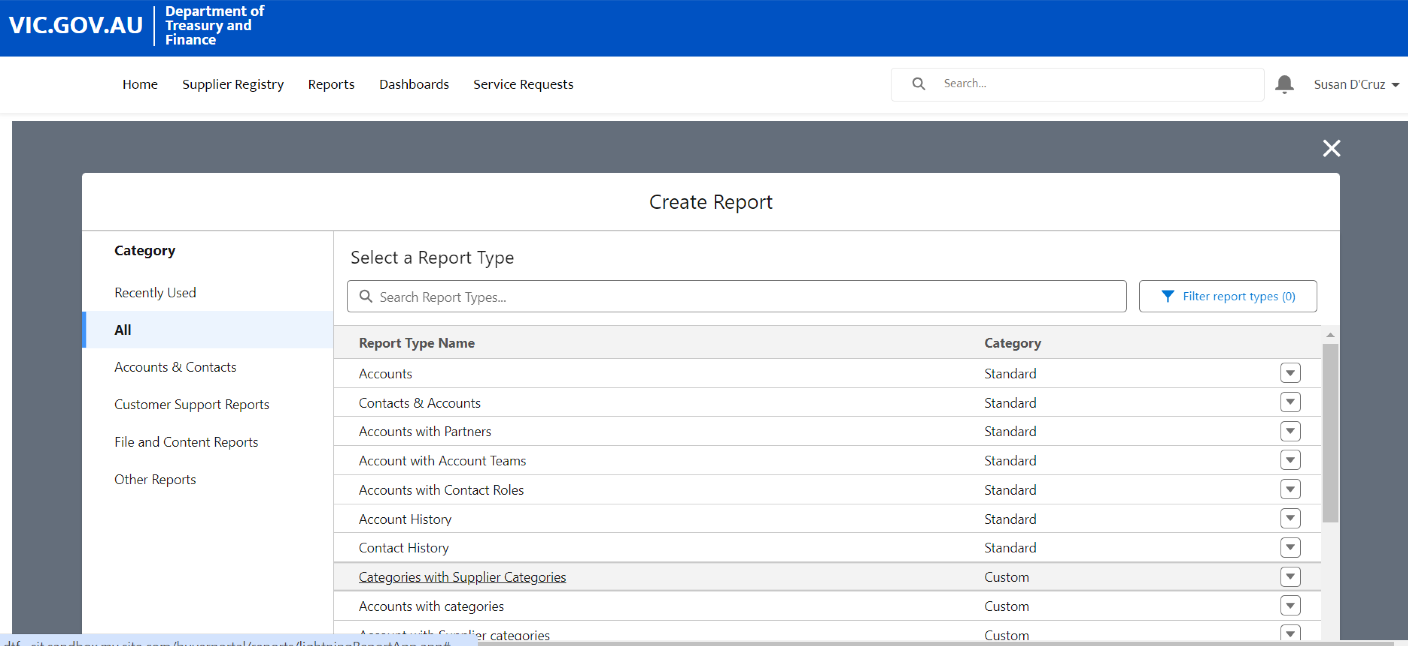 VIC.GOV.AU
Department of
Treasury and
Finance
Home Supplier Registry Reports Dashboards Service Requests Search... Susan D'Cruz
Create Report
Category
Recently Used
All
Accounts & Contacts
Customer Support Reports
File and Content Reports
Other Reports
Select a Report Type
Search Report Types... Filter report types (0)
Report Type Name Category
Accounts Standard
Contacts & Accounts Standard
Accounts with Partners Standard
Account with Account Teams Standard
Accounts with Contact Roles Standard
Account History Standard
Contact History Standard
Categories with Supplier Categories Custom
Accounts with categories Custom
Account with Supplier categories Custom